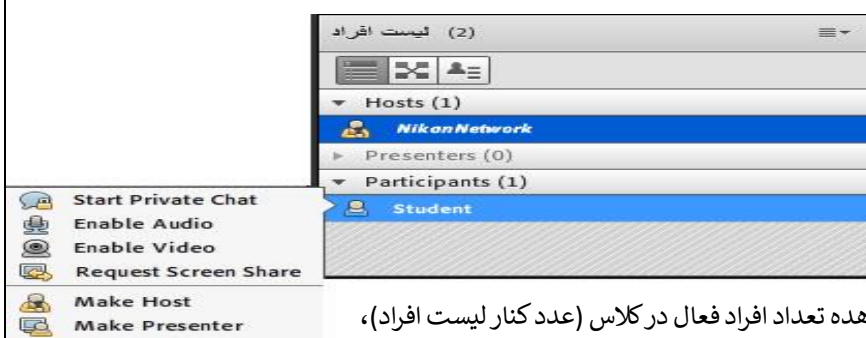 لیست افراد (2)
Hosts (1)
NikonNetwork
Presenters (0)
Participants (1)
Student
Start Private Chat
Enable Audio
Enable Video
Request Screen Share
Make Host
Make Presenter
تعداد افراد فعال در کلاس (عدد کنار لیست افراد)،